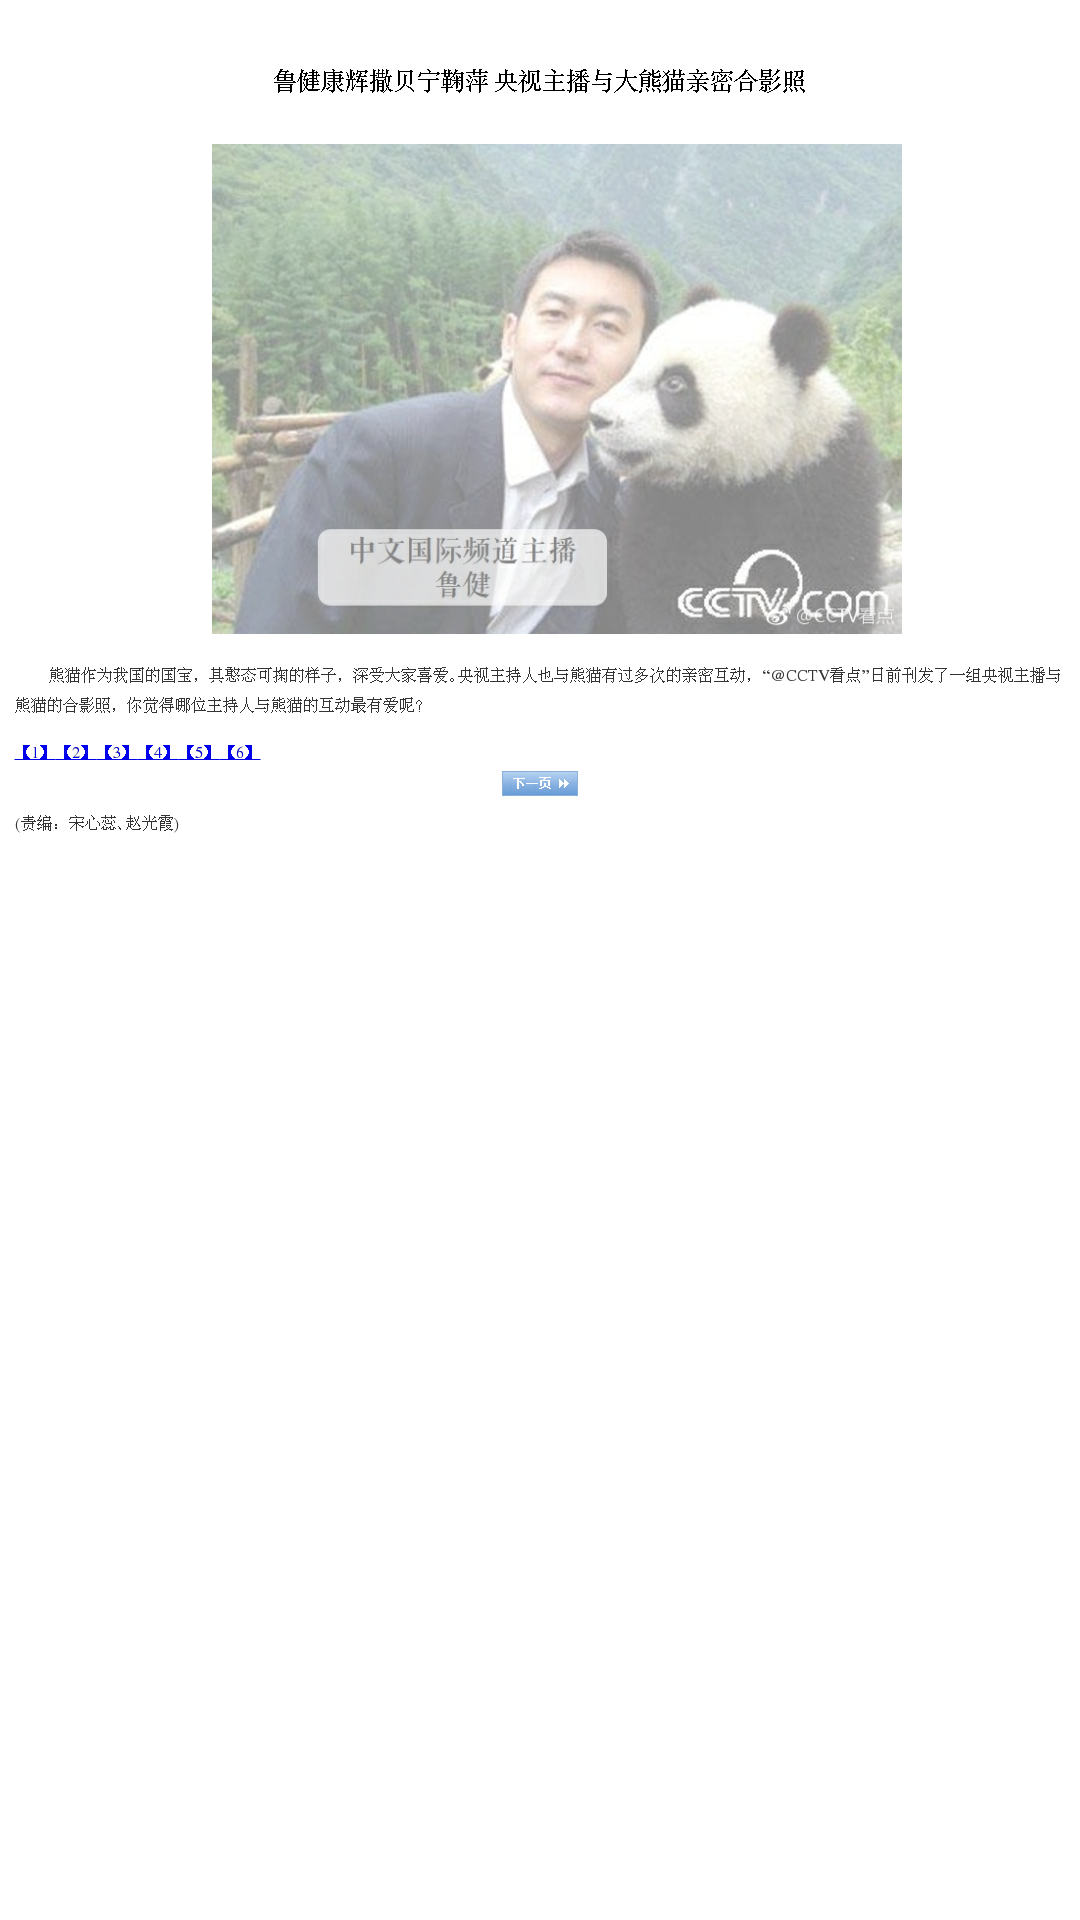 鲁健康辉撒贝宁鞠萍 央视主播与大熊猫亲密合影照
中文国际频道主播
鲁健
CCTV.com
@CCTV看点
熊猫作为我国的国宝，其憨态可掬的样子，深受大家喜爱。央视主持人也与熊猫有过多次的亲密互动，“@CCTV看点”日前刊发了一组央视主播与
熊猫的合影照，你觉得哪位主持人与熊猫的互动最有爱呢？
【1】【2】【3】【4】【5】【6】
下一页
(责编：宋心蕊、赵光霞)